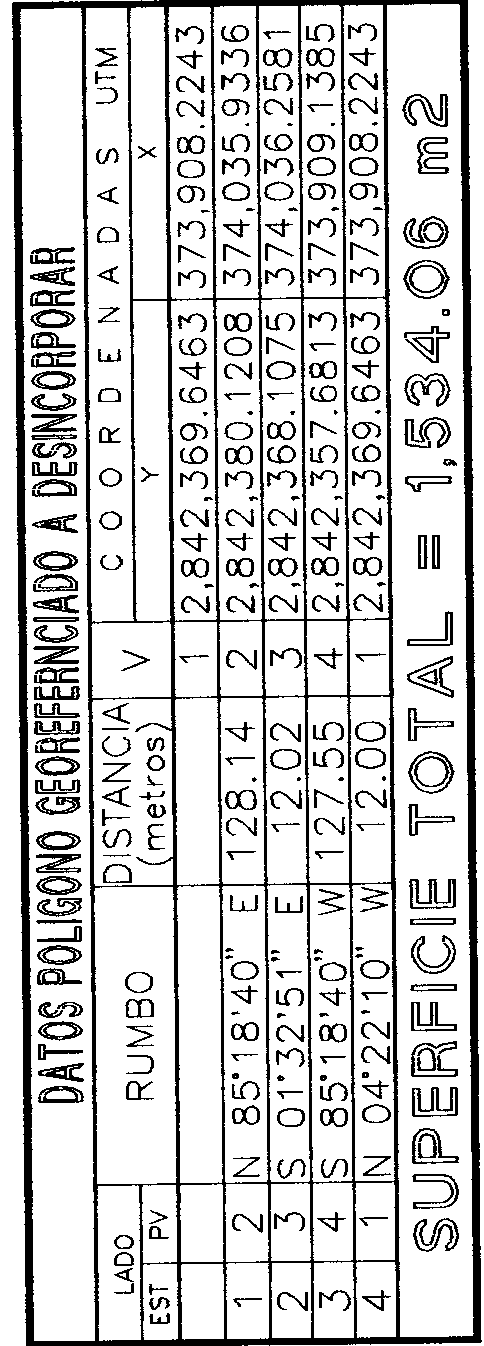 DATOS POLIGONO GEOREFERNCIADO A DESINCORPORAR
LADO RUMBO DISTANCIA (metros) V C O O R D E N A D A S UTM
EST PV Y X
1 2,842,369.6463 373,908.2243
1 2 N 85°18'40" E 128.14 2 2,842,380.1208 374,035.9336
2 3 S 01°32'51" E 12.02 3 2,842,368.1075 374,036.2581
3 4 S 85°18'40" W 127.55 4 2,842,357.6813 373,909.1385
4 1 N 04°22'10" W 12.00 1 2,842,369.6463 373,908.2243
SUPERFICIE TOTAL = 1,534.06 m2